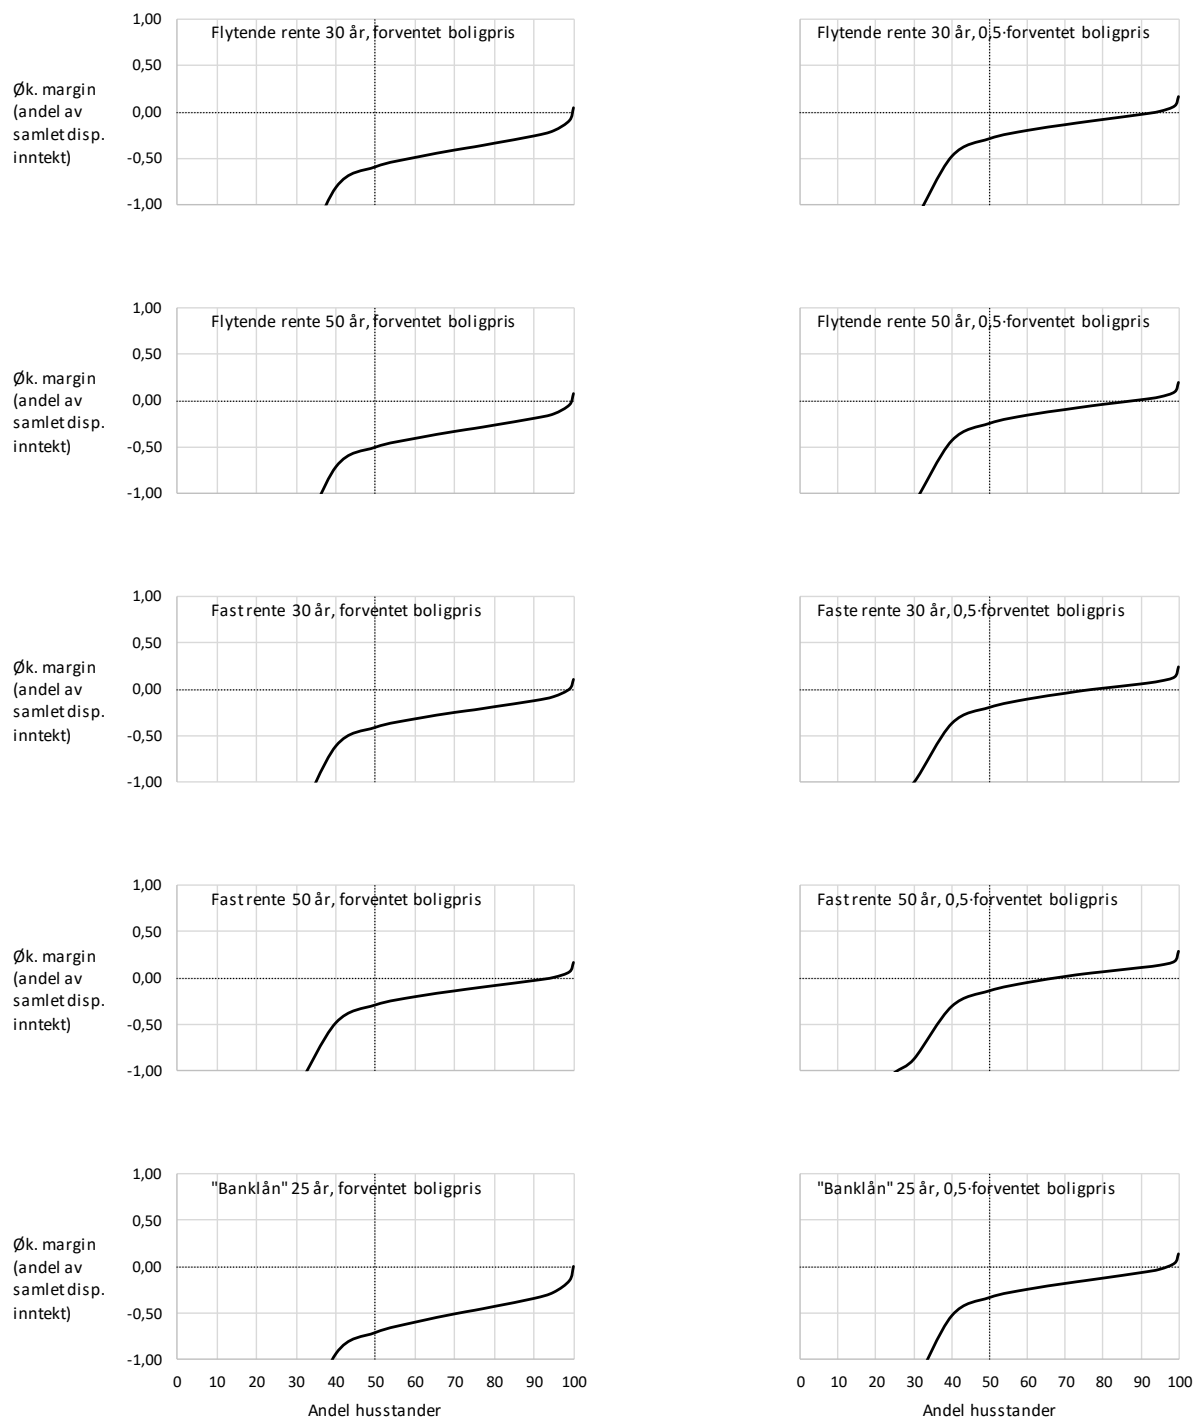 Flytende rente 30 år, forventet boligpris
Øk. margin
(andel av
samlet disp.
inntekt)
1,00
0,50
0,00
-0,50
-1,00
Flytende rente 30 år, 0,5·forventet boligpris
Flytende rente 50 år, forventet boligpris
Øk. margin
(andel av
samlet disp.
inntekt)
1,00
0,50
0,00
-0,50
-1,00
Flytende rente 50 år, 0,5·forventet boligpris
Fast rente 30 år, forventet boligpris
Øk. margin
(andel av
samlet disp.
inntekt)
1,00
0,50
0,00
-0,50
-1,00
Faste rente 30 år, 0,5·forventet boligpris
Fast rente 50 år, forventet boligpris
Øk. margin
(andel av
samlet disp.
inntekt)
1,00
0,50
0,00
-0,50
-1,00
Fast rente 50 år, 0,5·forventet boligpris
"Banklån" 25 år, forventet boligpris
Øk. margin
(andel av
samlet disp.
inntekt)
1,00
0,50
0,00
-0,50
-1,00
0 10 20 30 40 50 60 70 80 90 100
Andel husstander
"Banklån" 25 år, 0,5·forventet boligpris
0 10 20 30 40 50 60 70 80 90 100
Andel husstander